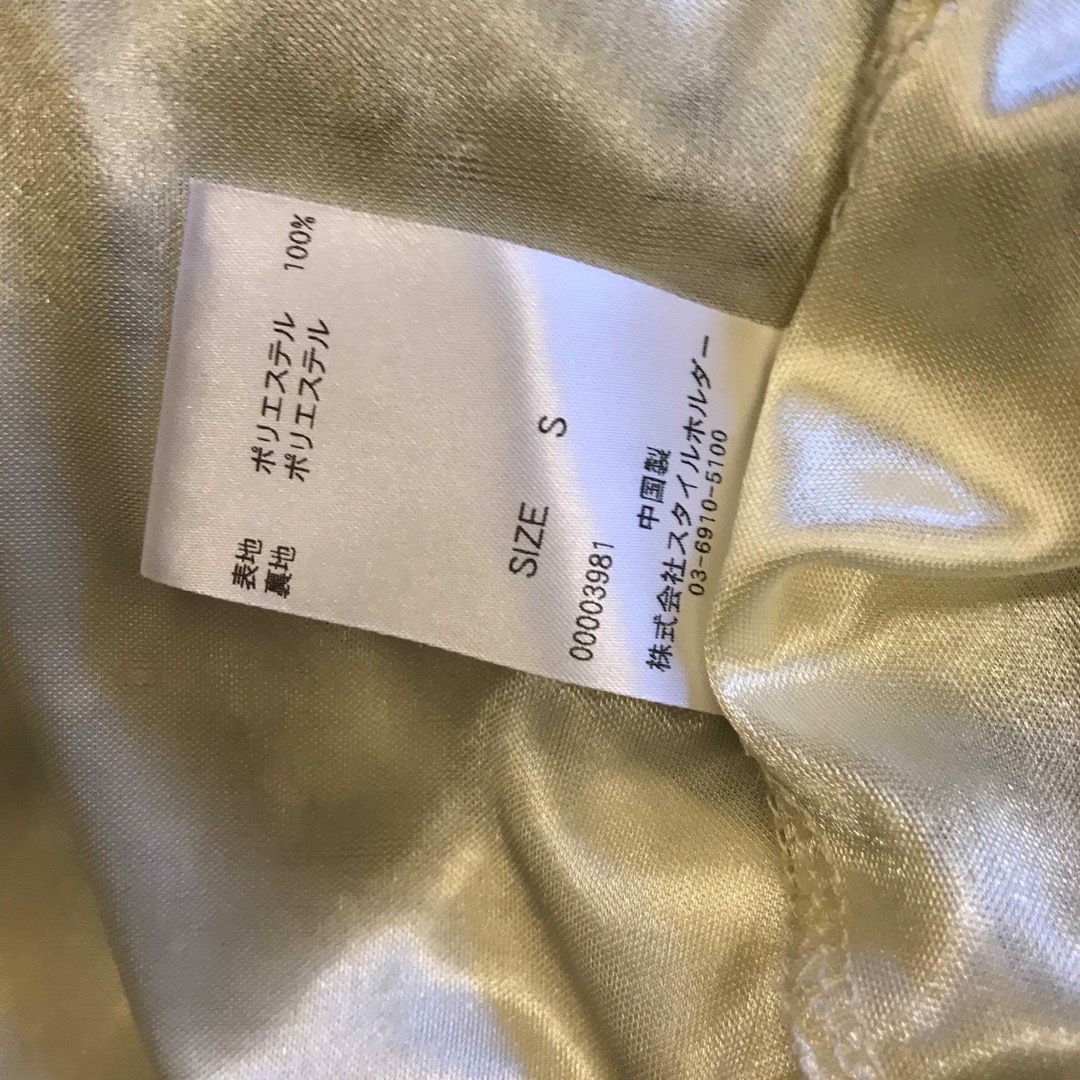 表地 ポリエステル 100%
裏地 ポリエステル
SIZE S
00003981
中国製
株式会社スタイルホルダー
03-6910-5100